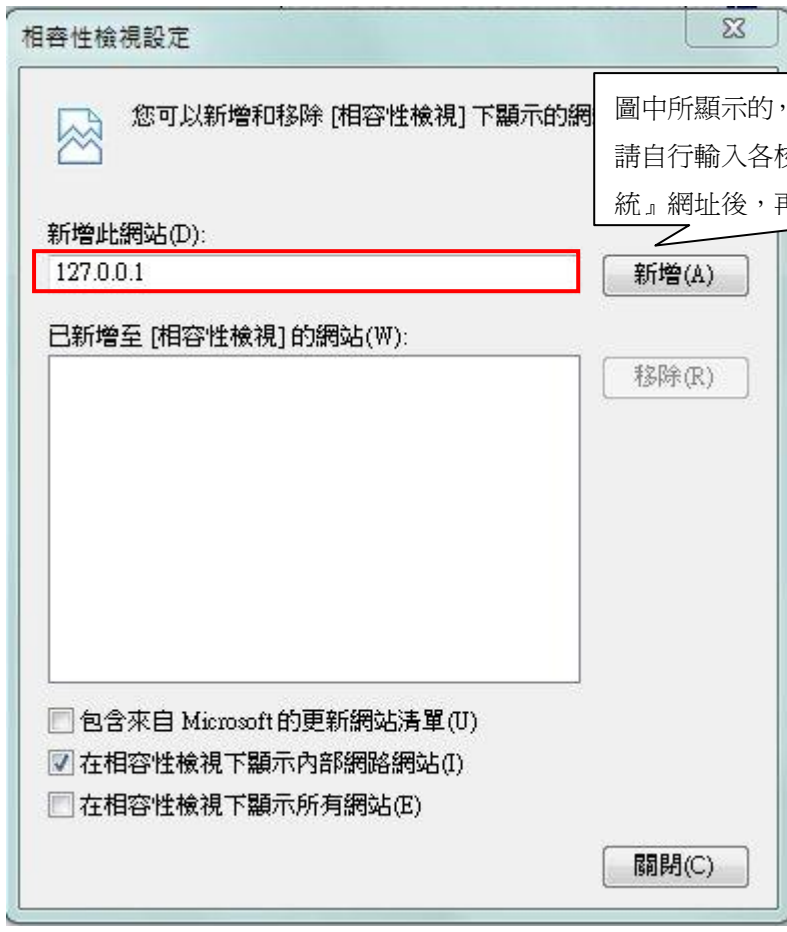 相容性檢視設定
您可以新增和移除 [相容性檢視] 下顯示的網
圖中所顯示的，
請自行輸入各校
統』網址後，再
新增此網站(D):
127.0.0.1
新增(A)
已新增至 [相容性檢視] 的網站(W):
移除(R)
包含來自 Microsoft 的更新網站清單(U)
在相容性檢視下顯示內部網路網站(I)
在相容性檢視下顯示所有網站(E)
關閉(C)